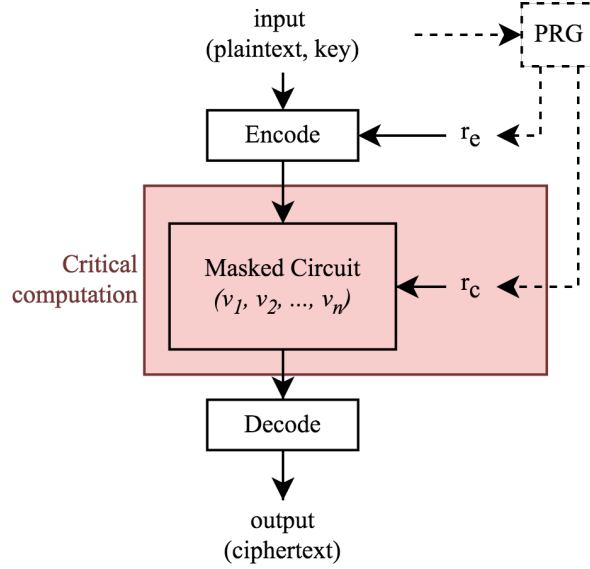 input
(plaintext, key)
PRG
Encode
r_e
Critical
computation
Masked Circuit
(v_1, v_2, ..., v_n)
r_c
Decode
output
(ciphertext)